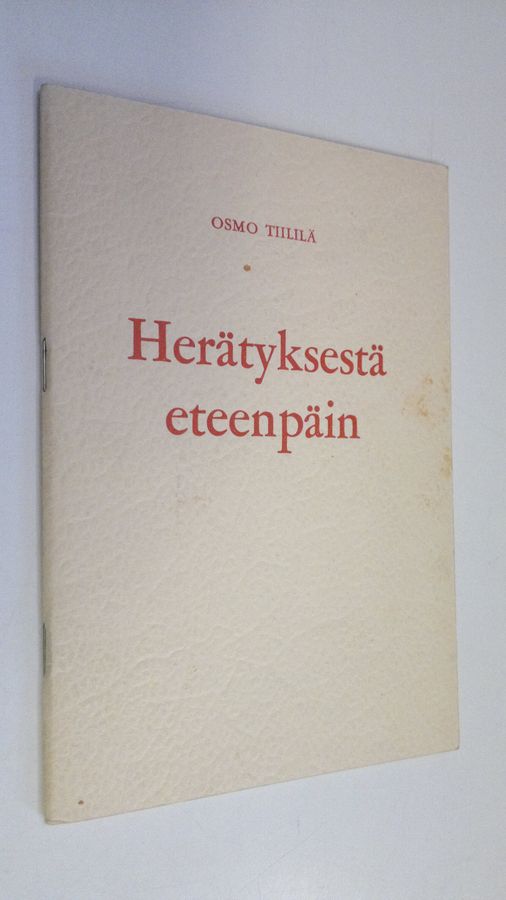 OSMO TIILILÄ
Herätyksestä
eteenpäin